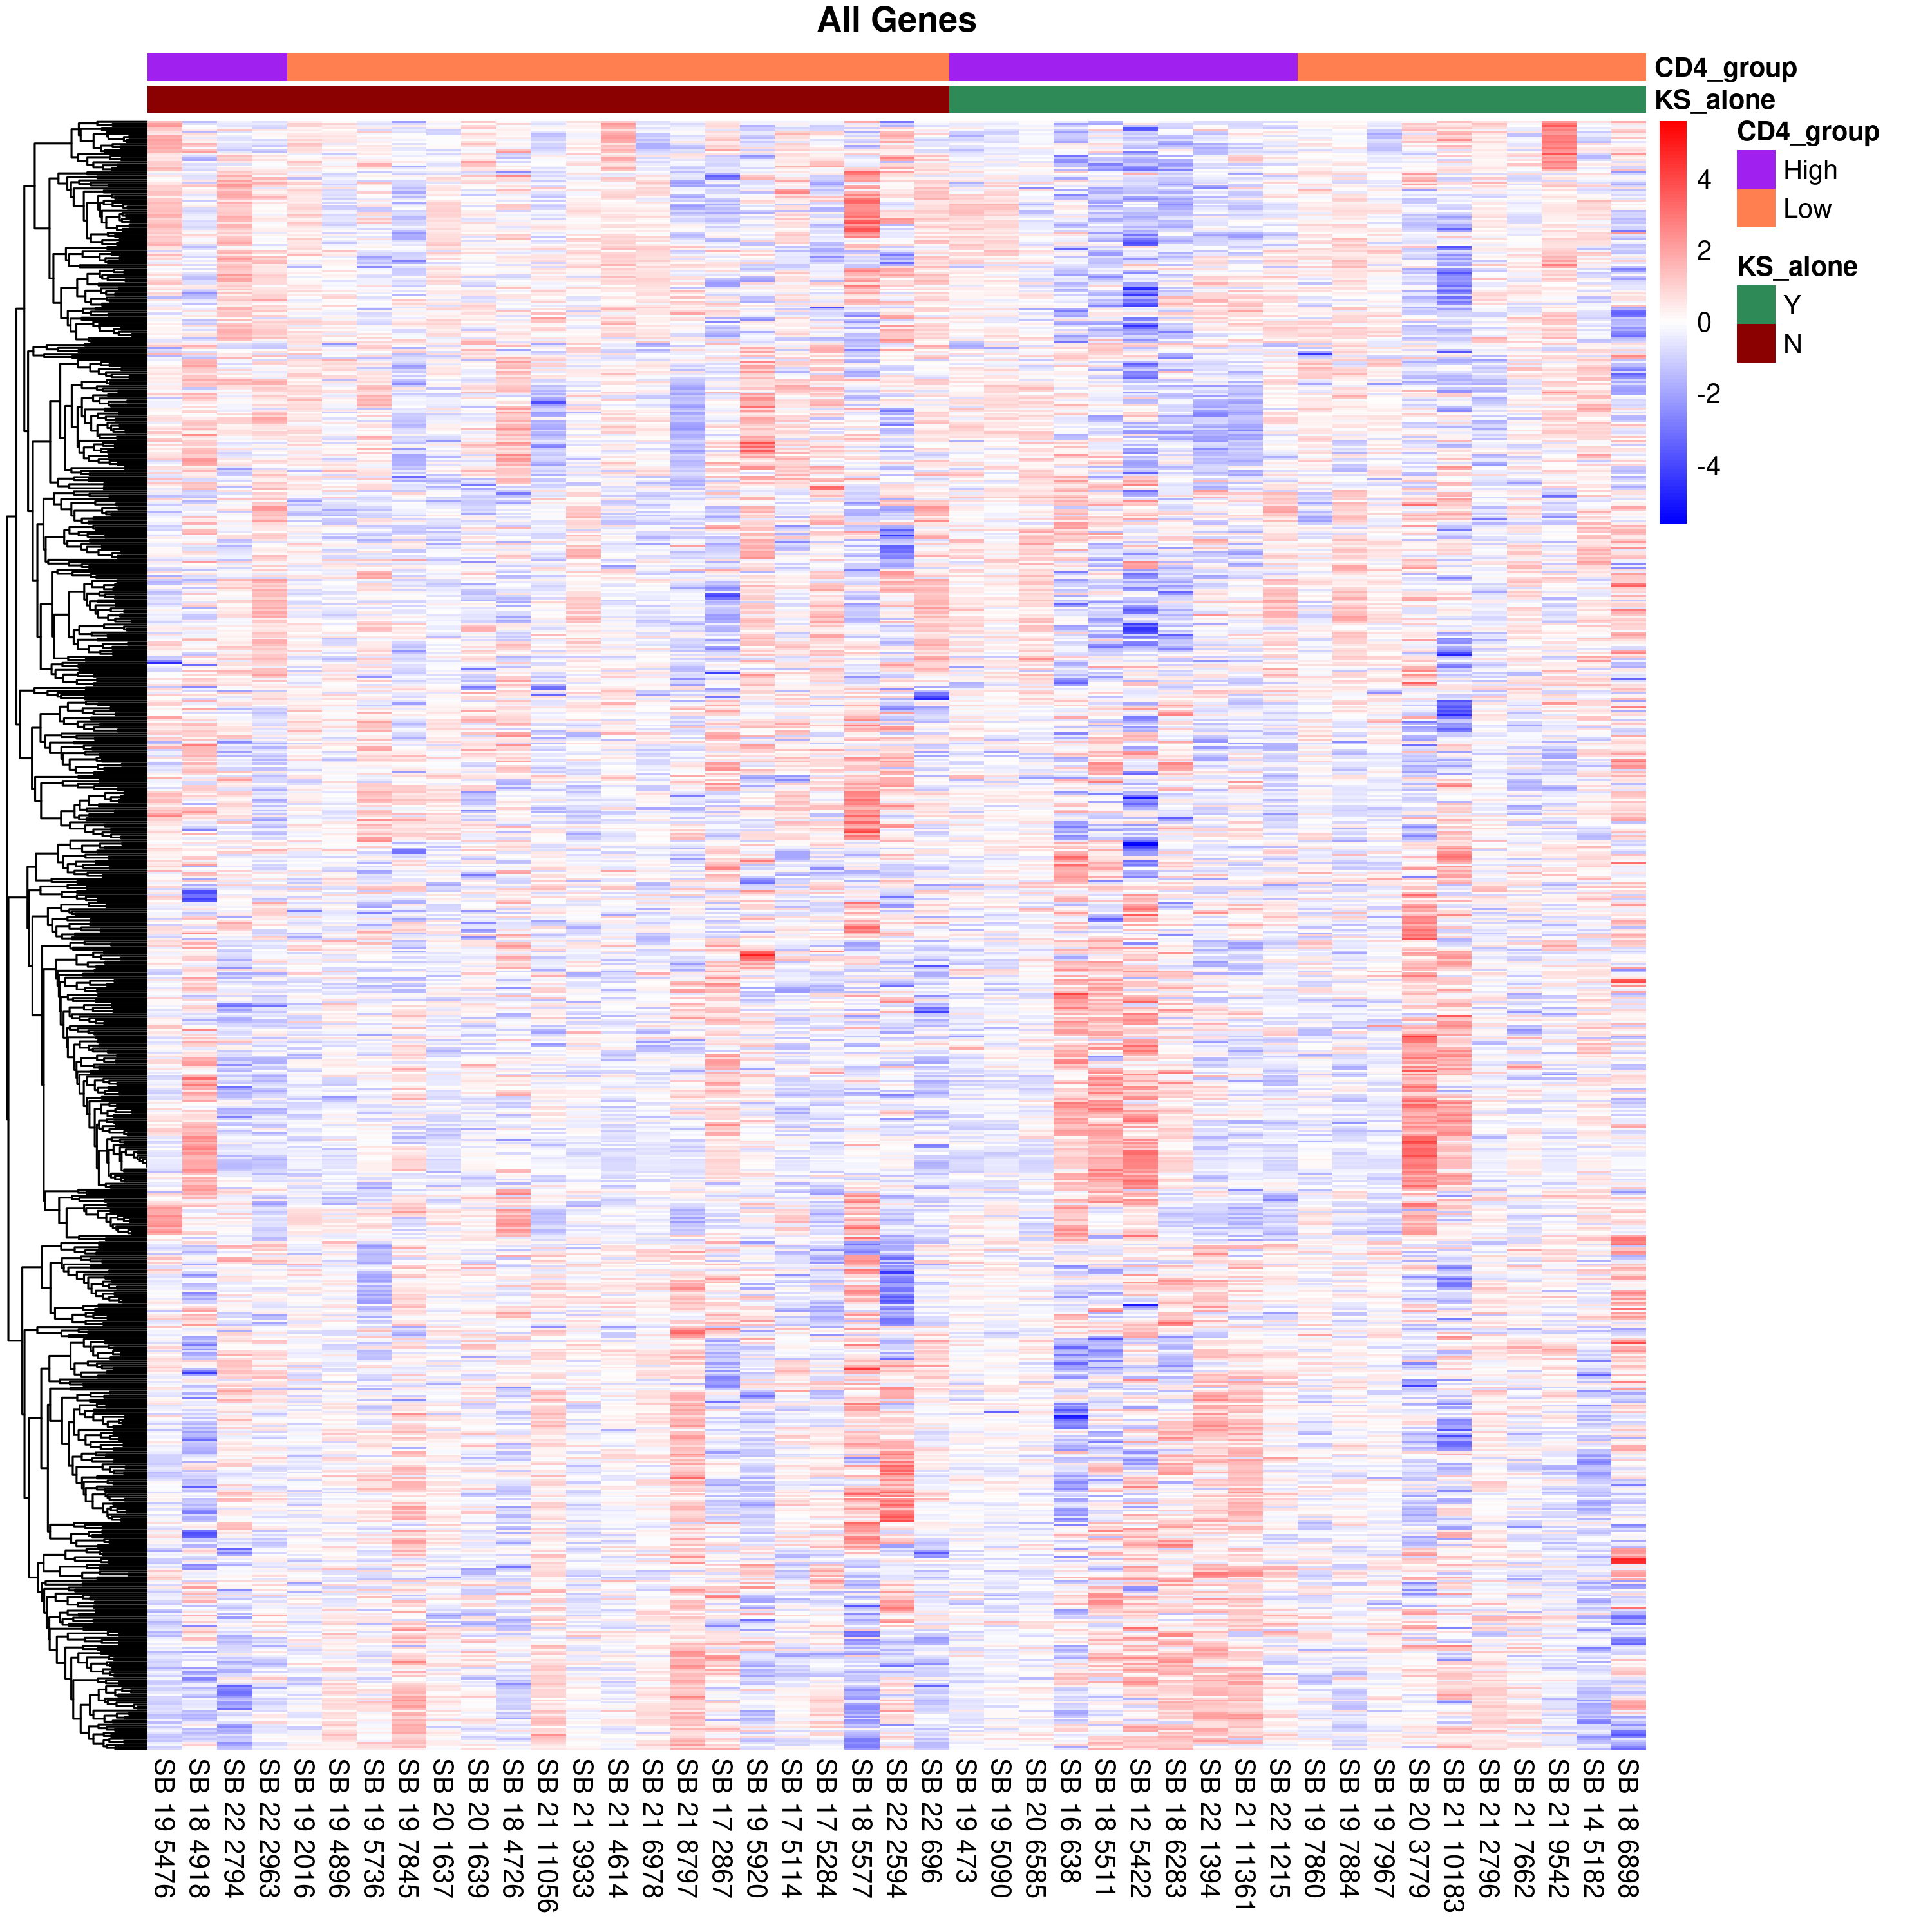 All Genes
CD4_group
KS_alone
4
2
0
-2
-4
CD4_group
High
Low
KS_alone
Y
N
SB 19 5476
SB 18 4918
SB 22 2794
SB 22 2963
SB 19 2016
SB 19 4896
SB 19 5736
SB 19 7845
SB 20 1637
SB 20 1639
SB 18 4726
SB 21 11056
SB 21 3933
SB 21 4614
SB 21 6978
SB 21 8797
SB 17 2867
SB 19 5920
SB 17 5114
SB 17 5284
SB 18 5577
SB 22 2594
SB 22 696
SB 19 473
SB 19 5090
SB 20 6585
SB 16 638
SB 18 5511
SB 12 5422
SB 18 6283
SB 22 1394
SB 21 11361
SB 22 1215
SB 19 7860
SB 19 7884
SB 19 7967
SB 20 3779
SB 21 10183
SB 21 2796
SB 21 7662
SB 21 9542
SB 14 5182
SB 18 6898